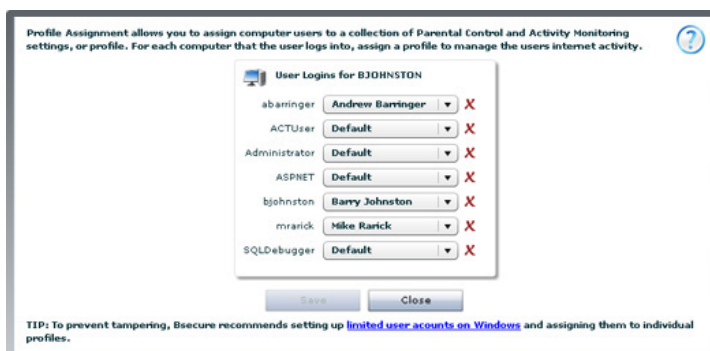 Profile Assignment allows you to assign computer users to a collection of Parental Control and Activity Monitoring
settings, or profile. For each computer that the user logs into, assign a profile to manage the users internet activity.
?
User Logins for BJOHNSTON
abarringer Andrew Barringer X
ACTUser Default X
Administrator Default X
ASPNET Default X
bjohnston Barry Johnston X
mrarick Mike Rarick X
SQLDebugger Default X
Save Close
TIP: To prevent tampering, Bsecure recommends setting up limited user acounts on Windows and assigning them to individual
profiles.